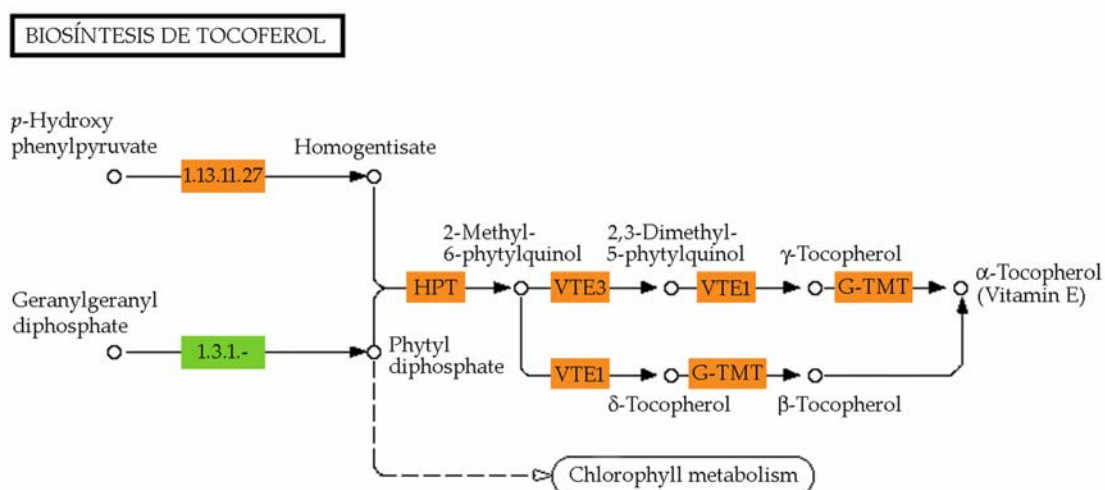 BIOSÍNTESIS DE TOCOFEROL
p-Hydroxy
phenylpyruvate
1.13.11.27
Homogentisate
2-Methyl-
6-phytylquinol
2,3-Dimethyl-
5-phytylquinol
γ-Tocopherol
HPT
VTE3
VTE1
G-TMT
α-Tocopherol
(Vitamin E)
Geranylgeranyl
diphosphate
1.3.1.-
Phytyl
diphosphate
VTE1
G-TMT
δ-Tocopherol
β-Tocopherol
Chlorophyll metabolism